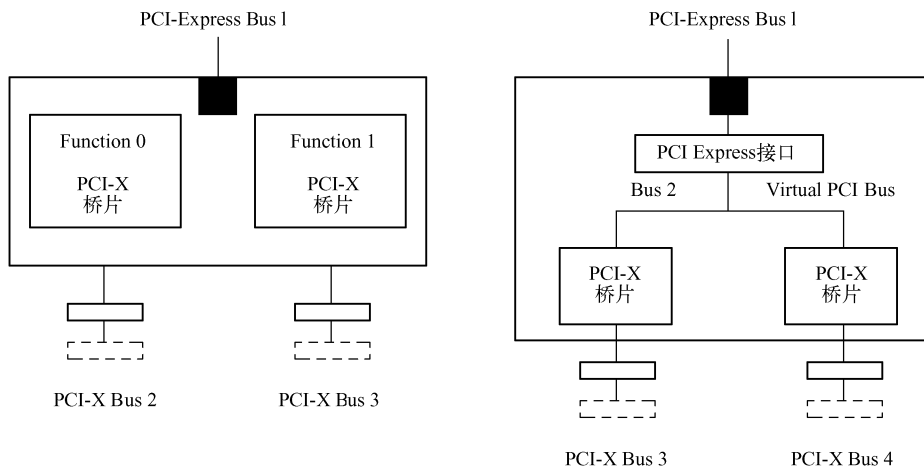 PCI-Express Bus l
PCI-Express Bus l
Function 0
PCI-X
桥片
Function 1
PCI-X
桥片
PCI Express接口
Bus 2
Virtual PCI Bus
PCI-X
桥片
PCI-X
桥片
PCI-X Bus 2
PCI-X Bus 3
PCI-X Bus 3
PCI-X Bus 4